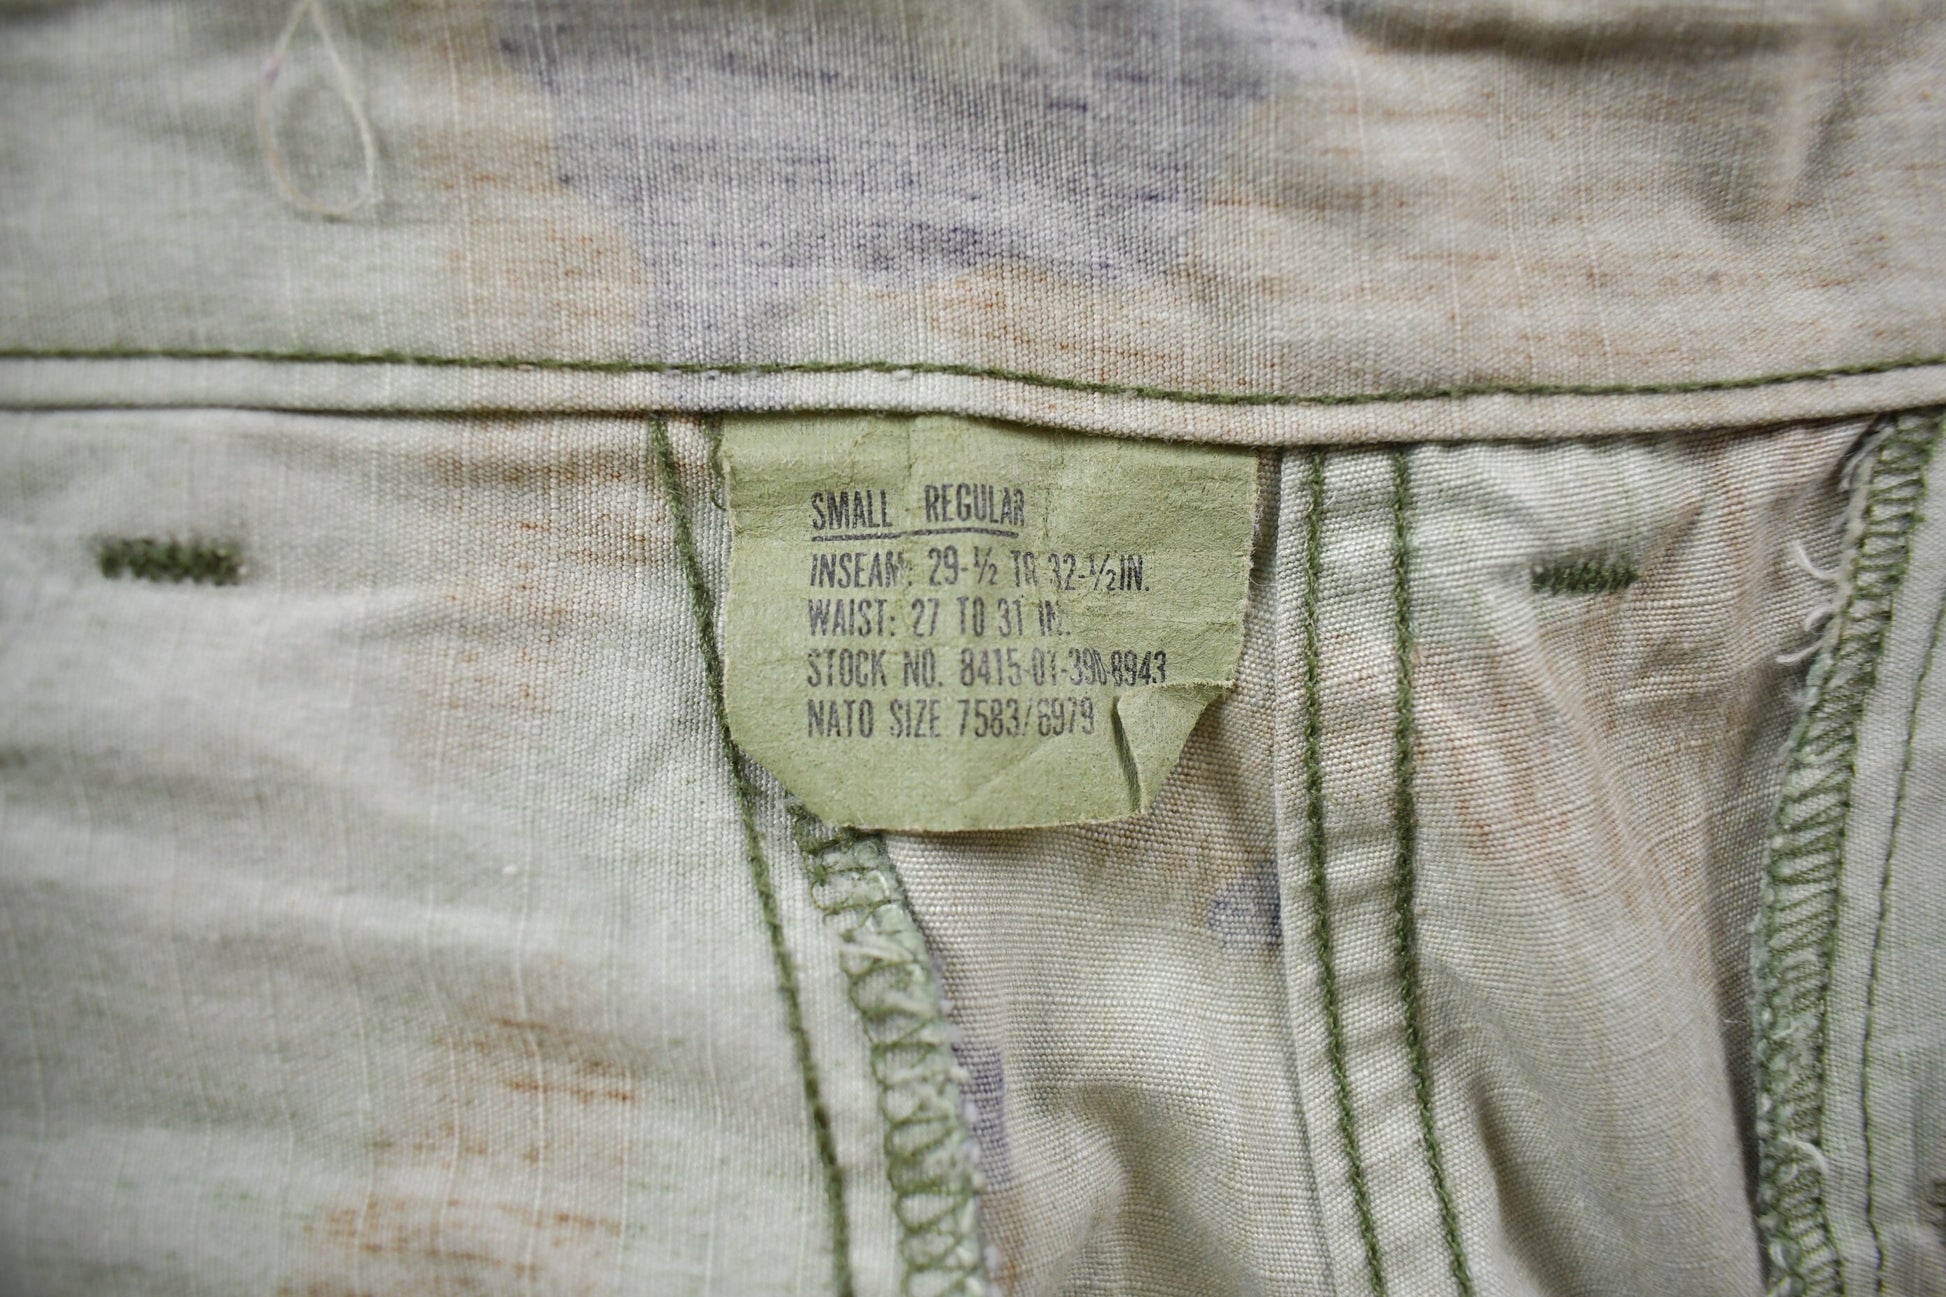 SMALL REGULAR
INSEAM: 29-½ TO 32-½IN.
WAIST: 27 TO 31 IN.
STOCK NO. 8415-01-390-8943
NATO SIZE 7583/6979